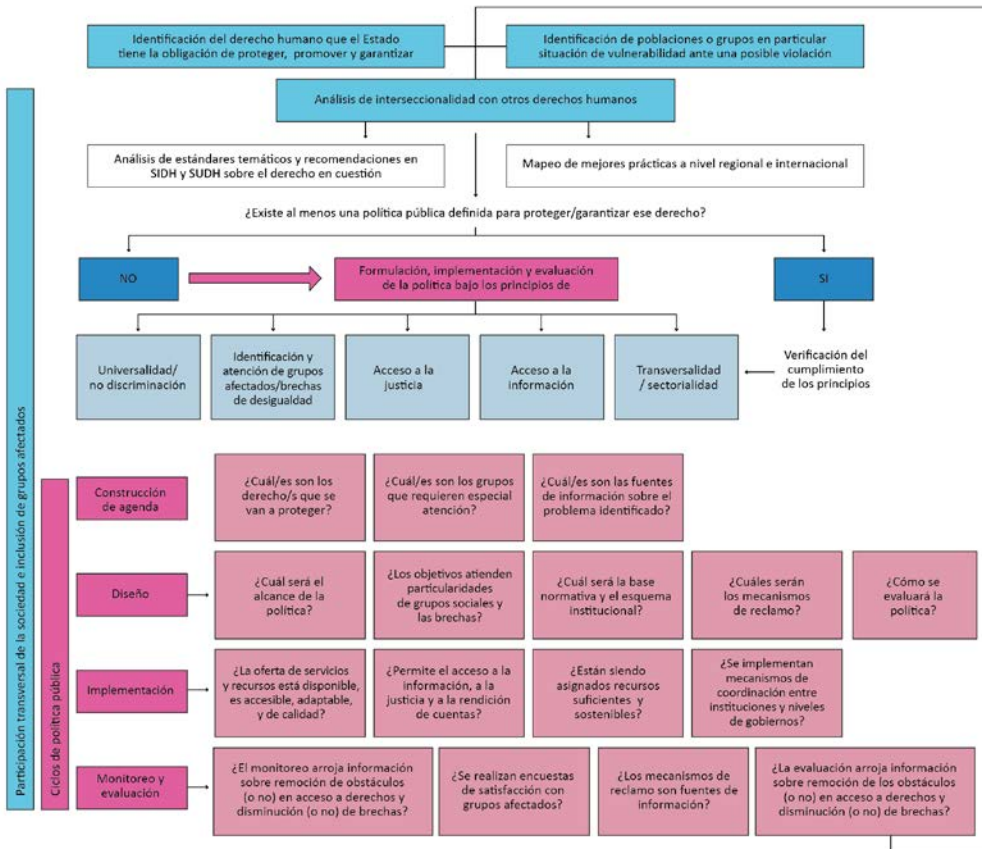 Identificación del derecho humano que el Estado
tiene la obligación de proteger, promover y garantizar
Identificación de poblaciones o grupos en particular
situación de vulnerabilidad ante una posible violación
Análisis de interseccionalidad con otros derechos humanos
Análisis de estándares temáticos y recomendaciones en
SIDH y SUDH sobre el derecho en cuestión
Mapeo de mejores prácticas a nivel regional e internacional
¿Existe al menos una política pública definida para proteger/garantizar ese derecho?
NO
Formulación, implementación y evaluación
de la política bajo los principios de
SI
Universalidad/
no discriminación
Identificación y
atención de grupos
afectados/brechas
de desigualdad
Acceso a la
justicia
Acceso a la
información
Transversalidad
/ sectorialidad
Verificación del
cumplimiento
de los principios
Participación transversal de la sociedad e inclusión de grupos afectados
Ciclos de política pública
Construcción
de agenda
¿Cuál/es son los
derecho/s que se
van a proteger?
¿Cuál/es son los grupos
que requieren especial
atención?
¿Cuál/es son las fuentes
de información sobre el
problema identificado?
Diseño
¿Cuál será el
alcance de la
política?
¿Los objetivos atienden
particularidades
de grupos sociales y
las brechas?
¿Cuál será la base
normativa y el esquema
institucional?
¿Cuáles serán
los mecanismos
de reclamo?
¿Cómo se
evaluará la
política?
Implementación
¿La oferta de servicios
y recursos está disponible,
es accesible, adaptable,
y de calidad?
¿Permite el acceso a la
información, a la
justicia y a la rendición
de cuentas?
¿Están siendo
asignados recursos
suficientes y
sostenibles?
¿Se implementan
mecanismos de
coordinación entre
instituciones y niveles
de gobiernos?
Monitoreo y
evaluación
¿El monitoreo arroja información
sobre remoción de obstáculos
(o no) en acceso a derechos y
disminución (o no) de brechas?
¿Se realizan encuestas
de satisfacción con
grupos afectados?
¿Los mecanismos de
reclamo son fuentes de
información?
¿La evaluación arroja información
sobre remoción de los obstáculos
(o no) en acceso a derechos y
disminución (o no) de brechas?